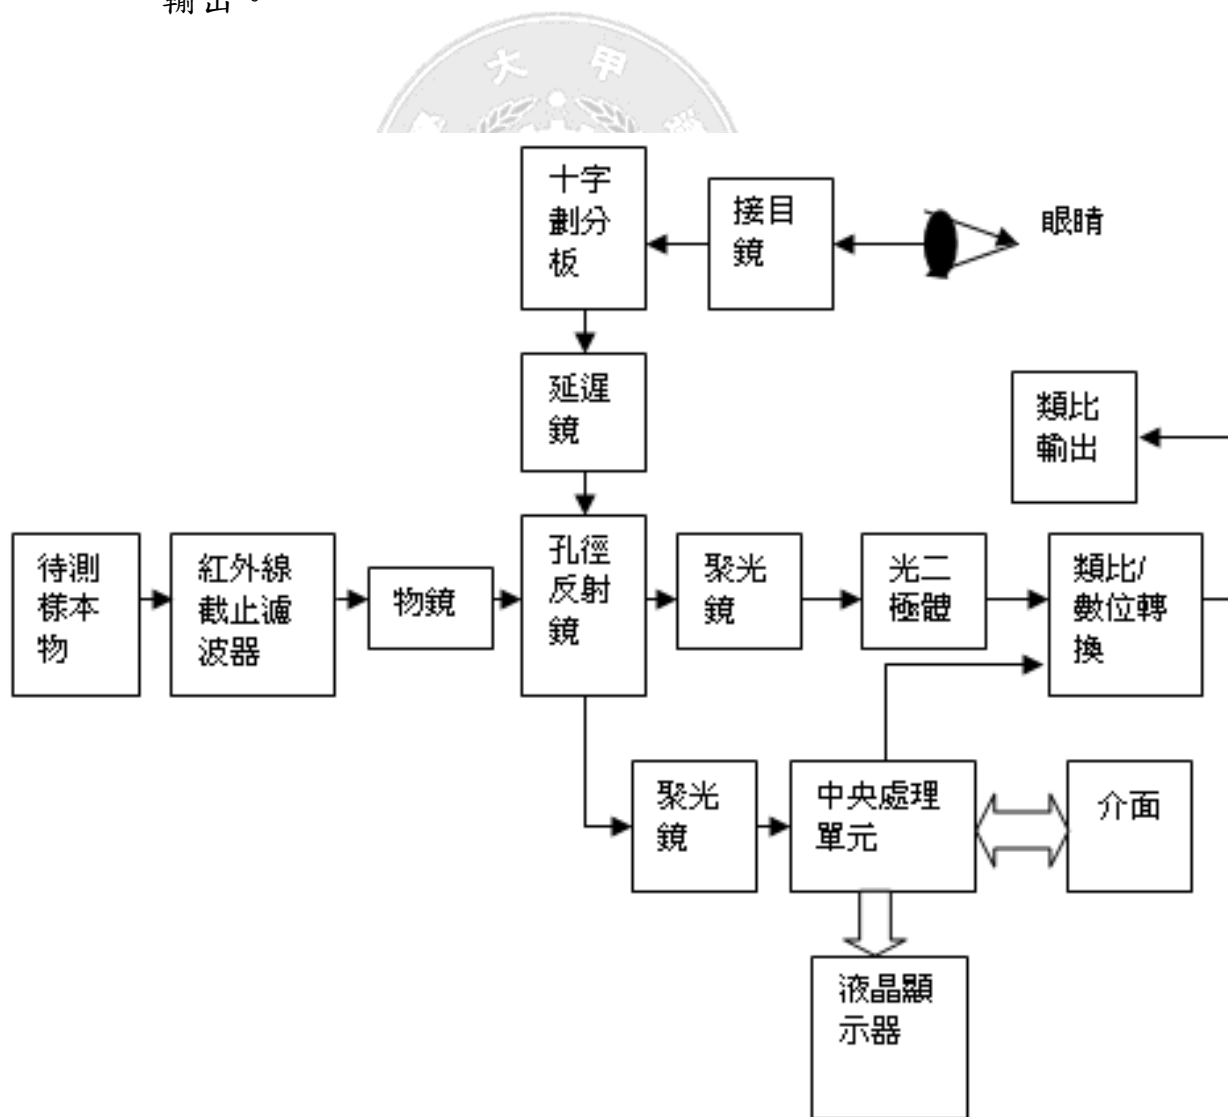 輸出。
大甲
十字
劃分
板
接目
鏡
眼睛
延遲
鏡
類比
輸出
待測
樣本
物
紅外線
截止濾
波器
物鏡
孔徑
反射
鏡
聚光
鏡
光二
極體
類比/
數位轉
換
聚光
鏡
中央處理
單元
介面
液晶顯
示器